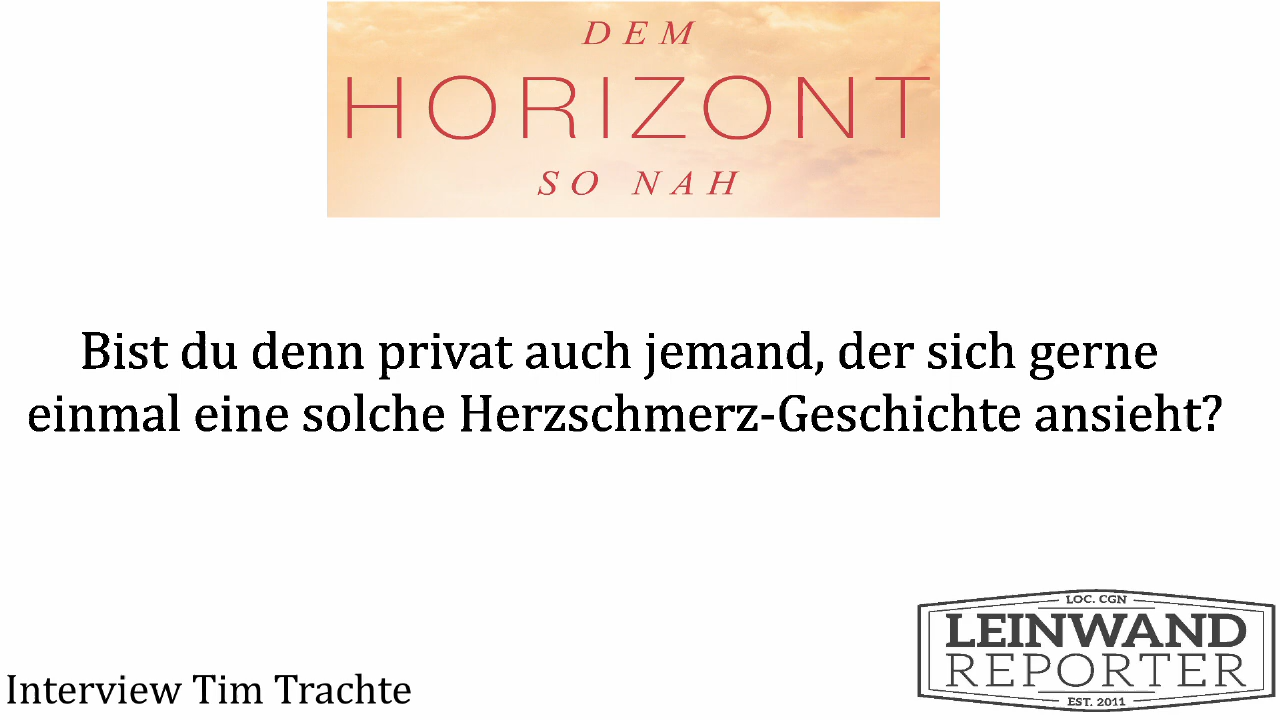 DEM
HORIZONT
SO NAH
Bist du denn privat auch jemand, der sich gerne
einmal eine solche Herzschmerz-Geschichte ansieht?
LOC. CGN
LEINWAND
REPORTER
EST. 2011
Interview Tim Trachte